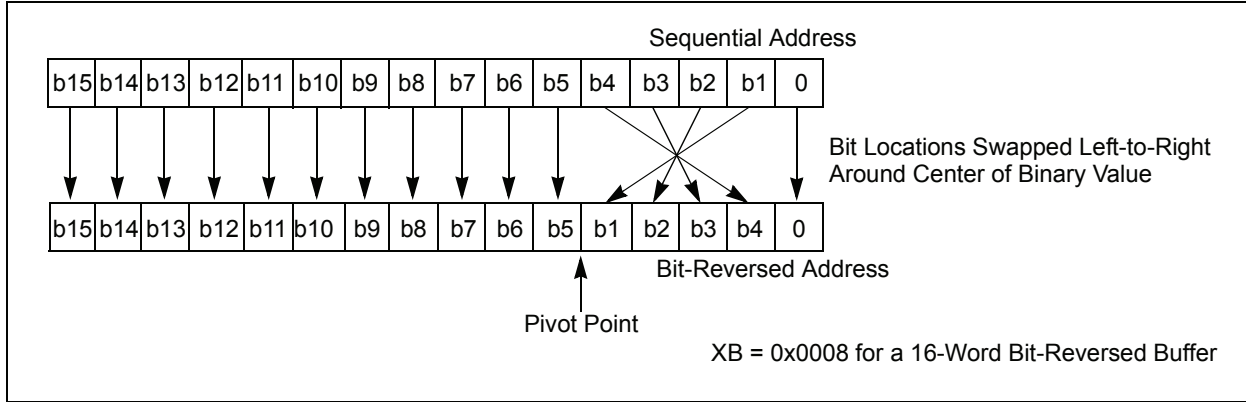 Sequential Address
b15 b14 b13 b12 b11 b10 b9 b8 b7 b6 b5 b4 b3 b2 b1 0
Bit Locations Swapped Left-to-Right
Around Center of Binary Value
b15 b14 b13 b12 b11 b10 b9 b8 b7 b6 b5 b1 b2 b3 b4 0
Bit-Reversed Address
Pivot Point
XB = 0x0008 for a 16-Word Bit-Reversed Buffer